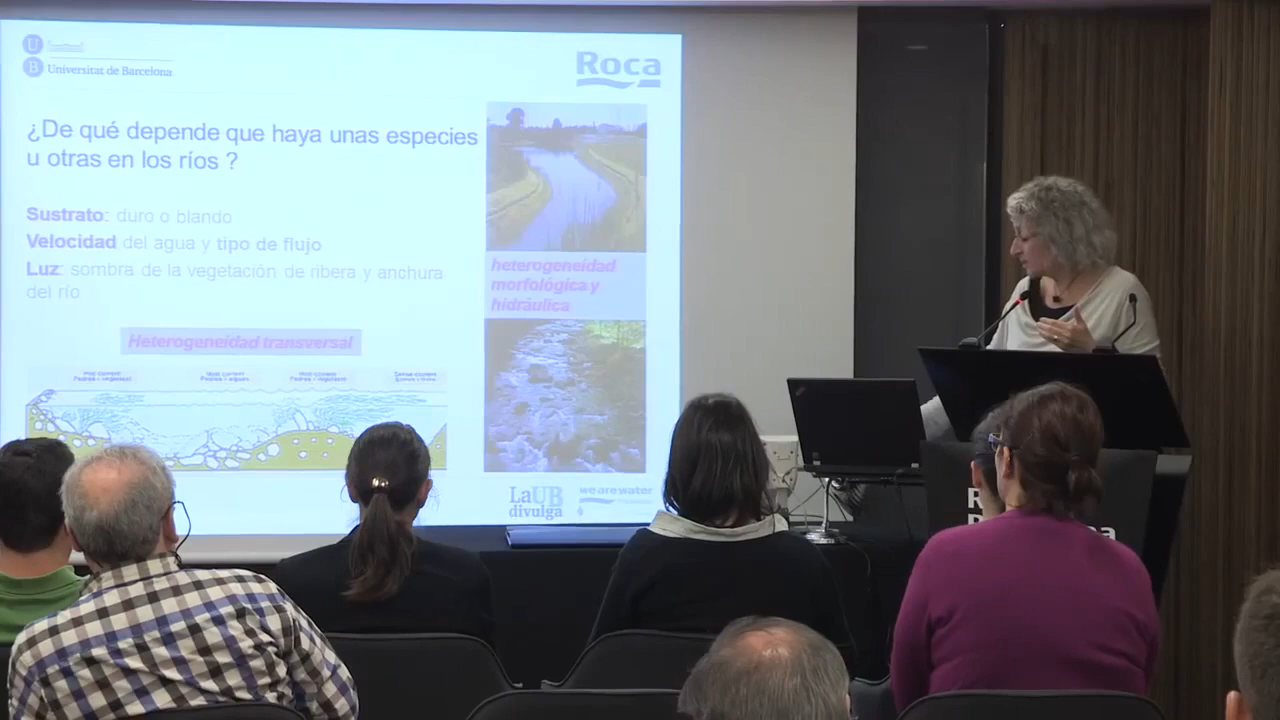 Universitat de Barcelona
Roca
¿De qué depende que haya unas especies
u otras en los ríos ?
Sustrato: duro o blando
Velocidad del agua y tipo de flujo
Luz: sombra de la vegetación de ribera y anchura
del río
heterogeneidad
morfológica y
hidráulica
Heterogeneidad transversal
LaUB
divulga
we are water